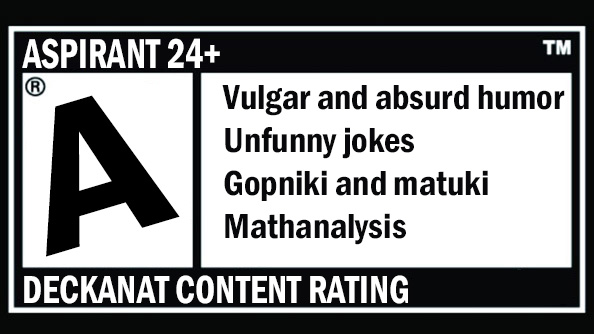 ASPIRANT 24+
TM
®
A
Vulgar and absurd humor
Unfunny jokes
Gopniki and matuki
Mathanalysis
DECKANAT CONTENT RATING